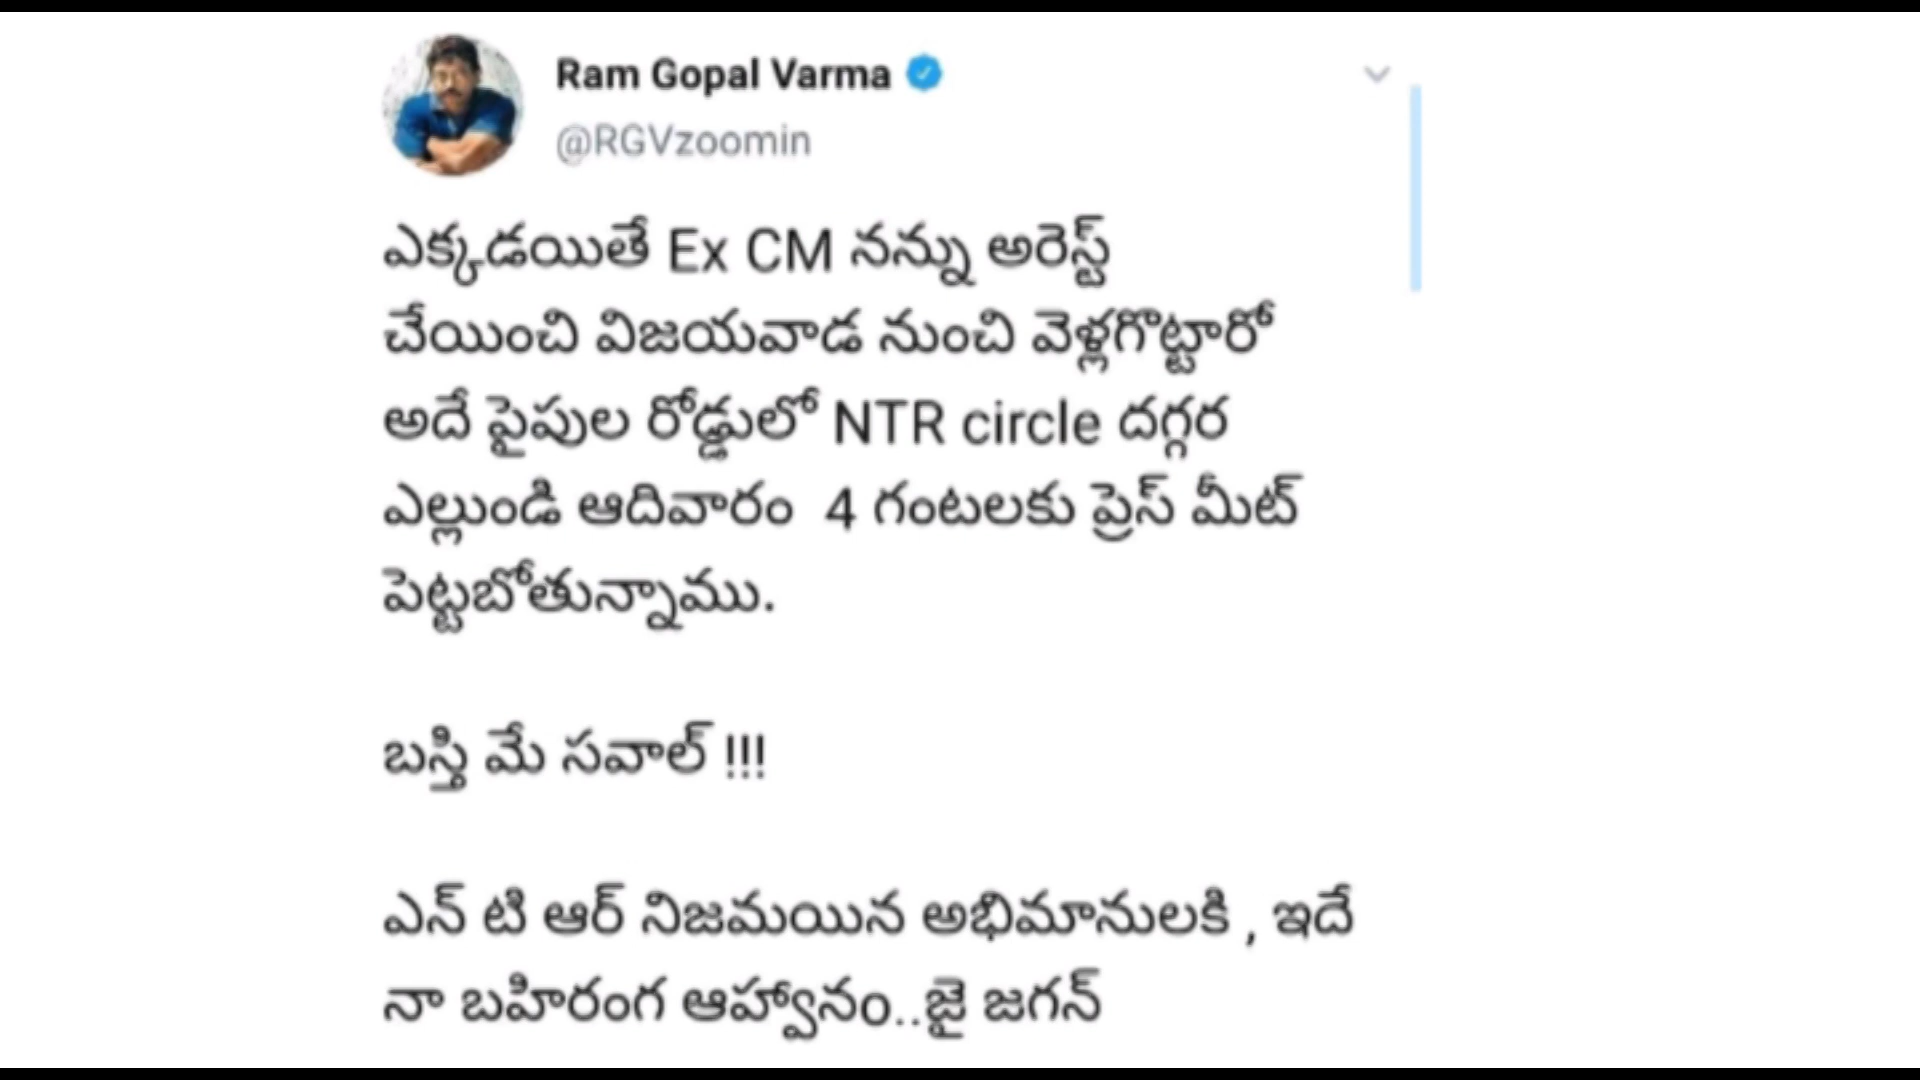 Ram Gopal Varma
@RGVzoomin
ఎక్కడయితే Ex CM నన్ను అరెస్ట్
చేయించి విజయవాడ నుంచి వెళ్లగొట్టారో
అదే పైపుల రోడ్డులో NTR circle దగ్గర
ఎల్లుండి ఆదివారం 4 గంటలకు ప్రెస్ మీట్
పెట్టబోతున్నాము.
బస్తి మే సవాల్ !!!
ఎన్ టి ఆర్ నిజమయిన అభిమానులకి , ఇదే
నా బహిరంగ ఆహ్వానం..జై జగన్